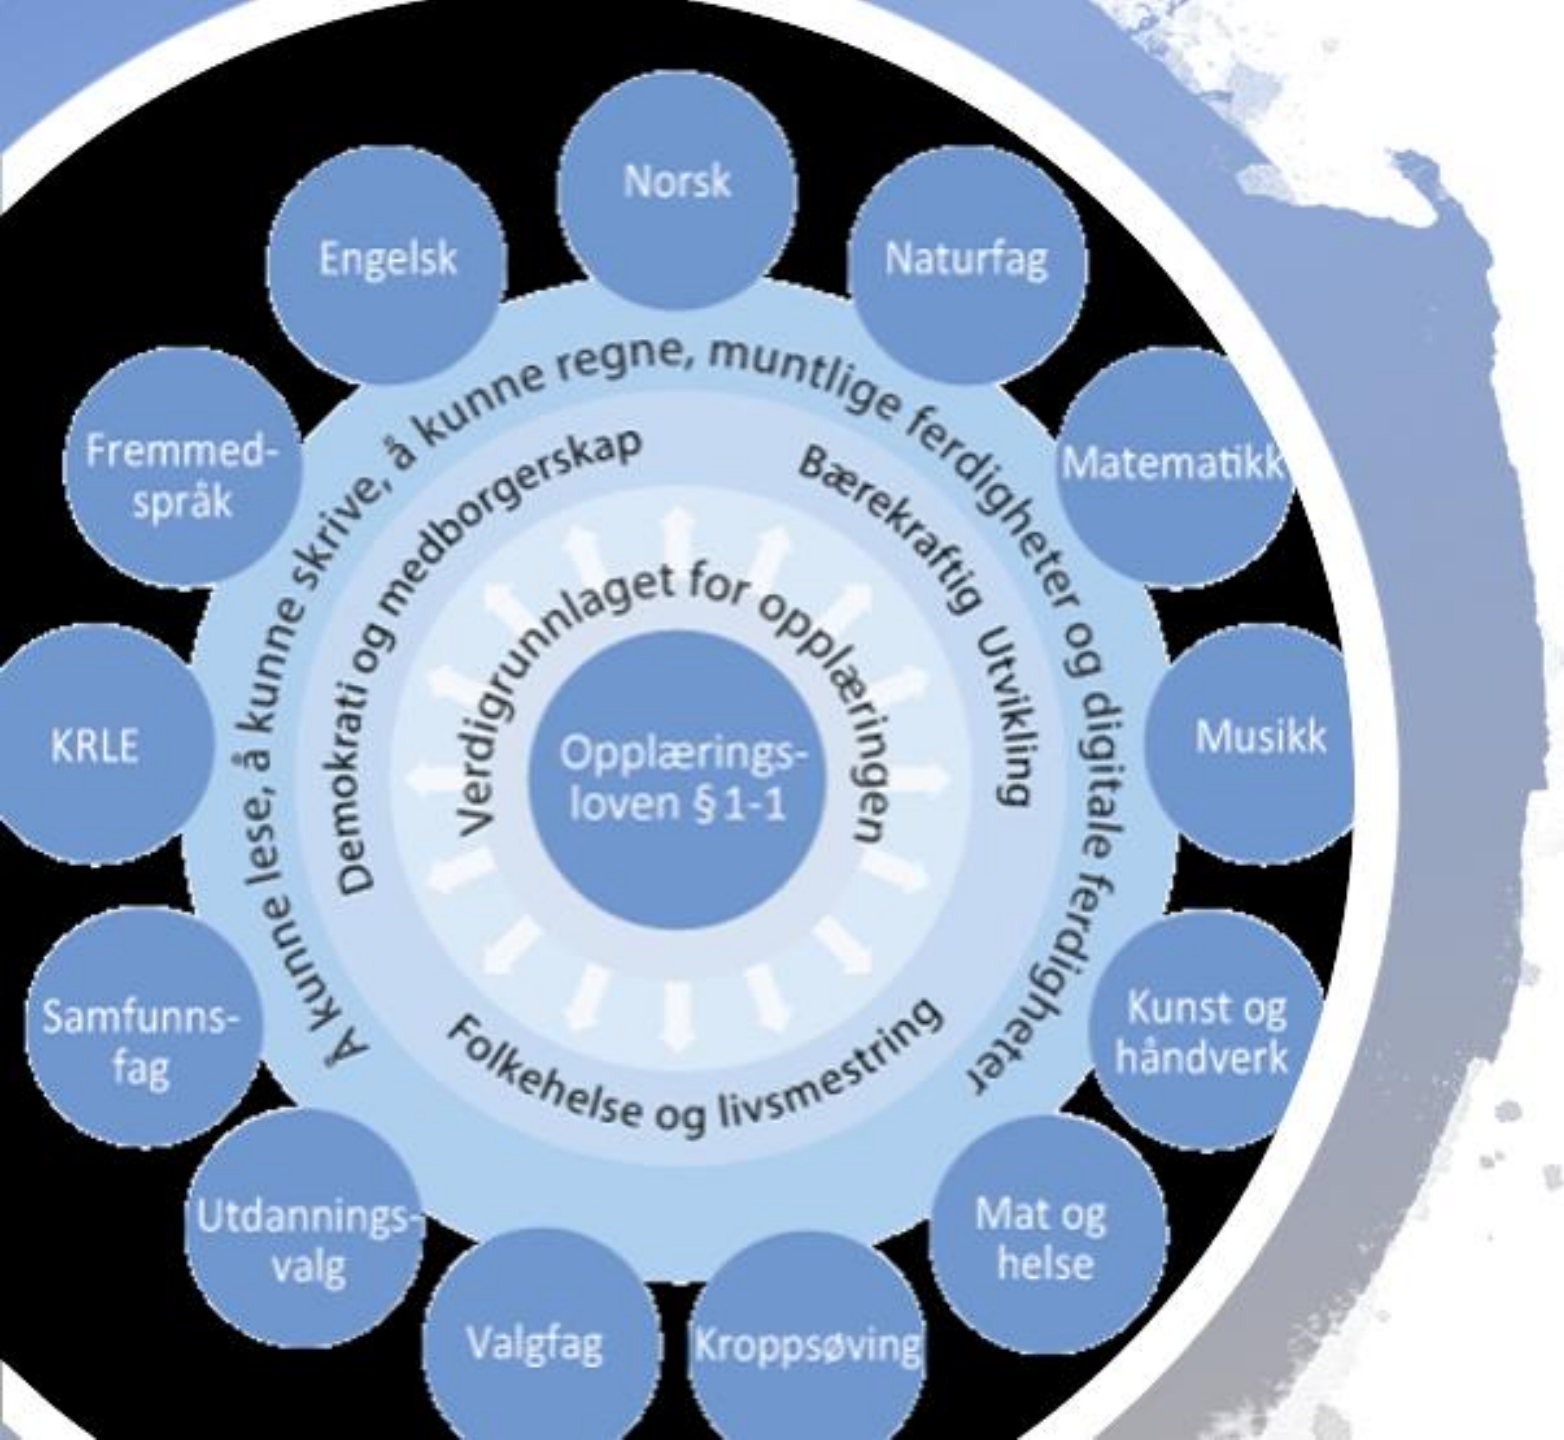 Norsk
Engelsk
Naturfag
Fremmed-
språk
Matematikk
KRLE
Musikk
Samfunns-
fag
Kunst og
håndverk
Utdannings-
valg
Mat og
helse
Valgfag
Kroppsøving
Å kunne lese, å kunne skrive, å kunne regne, muntlige ferdigheter og digitale ferdigheter
Demokrati og medborgerskap
Bærekraftig Utvikling
Folkehelse og livsmestring
Verdigrunnlaget for opplæringen
Opplærings-
loven § 1-1